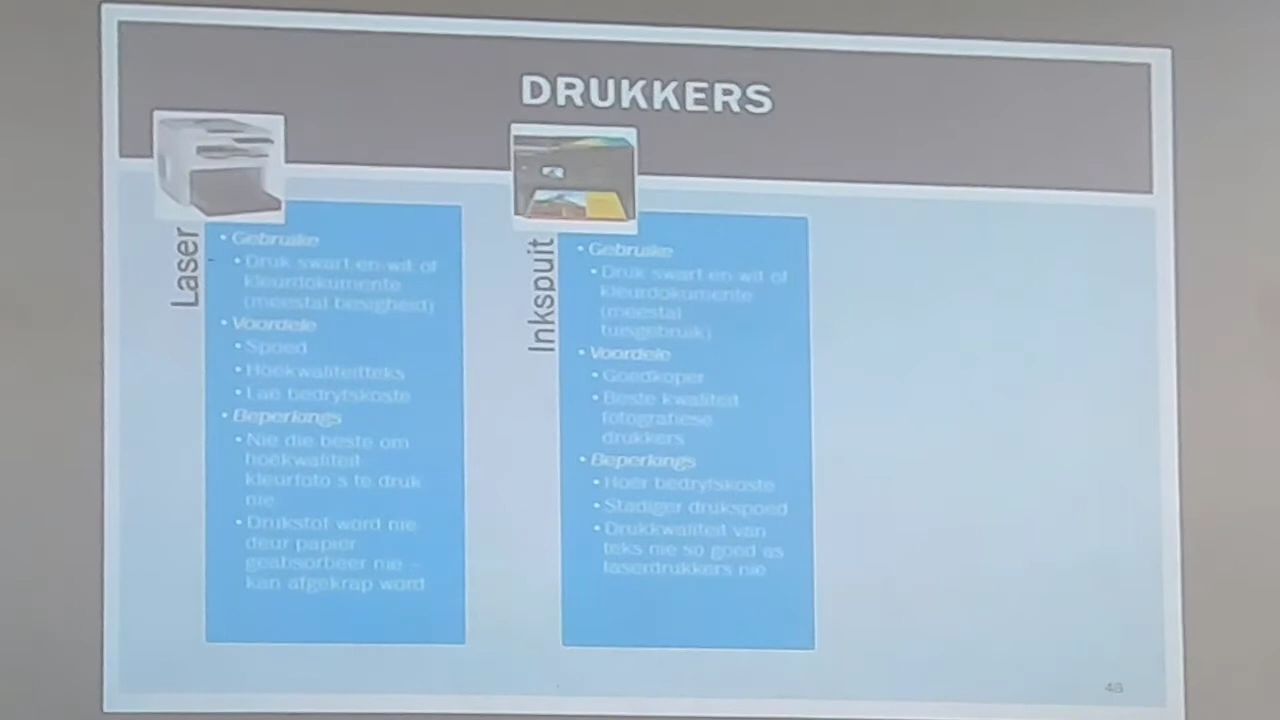 DRUKKERS
Laser
• Gebruike
• Druk swart-en-wit of
kleurdokumente
(meestal besigheid)
• Voordele
• Spoed
• Hoëkwaliteitteks
• Lae bedryfskoste
• Beperkings
• Nie die beste om
hoëkwaliteit
kleurfoto's te druk
nie
• Drukstof word nie
deur papier
geabsorbeer nie –
kan afgekrap word
Inkspuit
• Gebruike
• Druk swart-en-wit of
kleurdokumente
(meestal
tuisgebruik)
• Voordele
• Goedkoper
• Beste kwaliteit
fotografiese
drukkers
• Beperkings
• Hoër bedryfskoste
• Stadiger drukspoed
• Drukkwaliteit van
teks nie so goed as
laserdrukkers nie